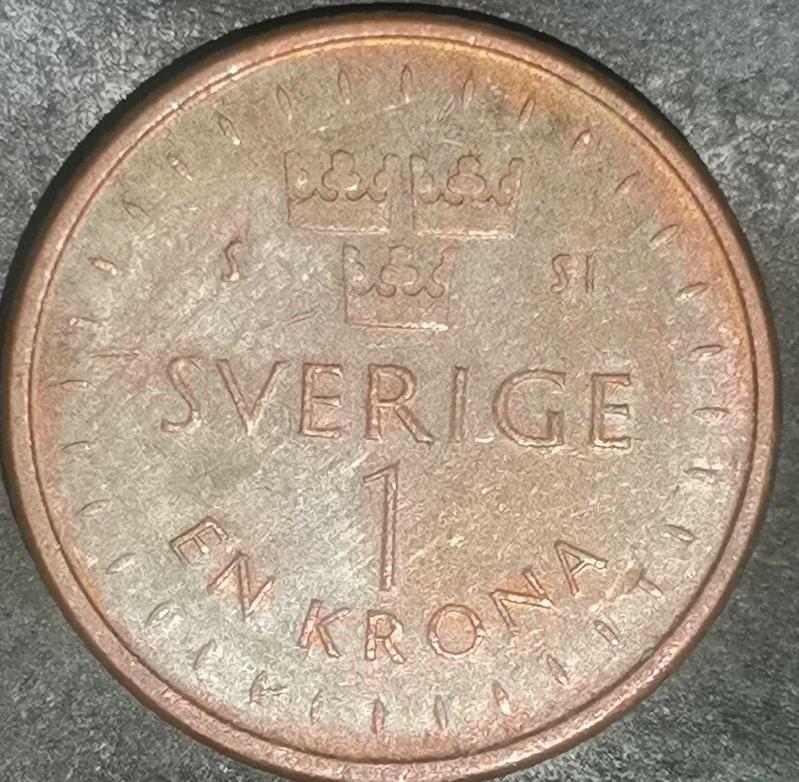 S SI
SVERIGE
1
EN KRONA